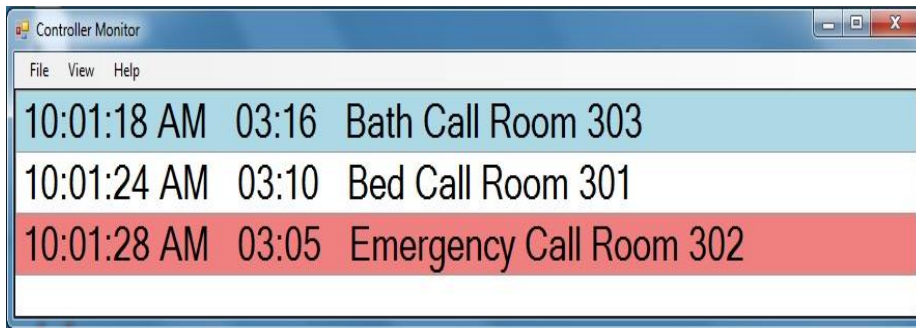 Controller Monitor
File View Help
10:01:18 AM 03:16 Bath Call Room 303
10:01:24 AM 03:10 Bed Call Room 301
10:01:28 AM 03:05 Emergency Call Room 302